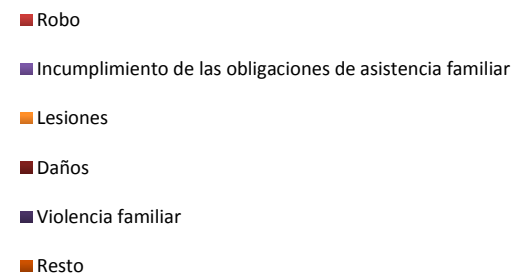 Robo
Incumplimiento de las obligaciones de asistencia familiar
Lesiones
Daños
Violencia familiar
Resto